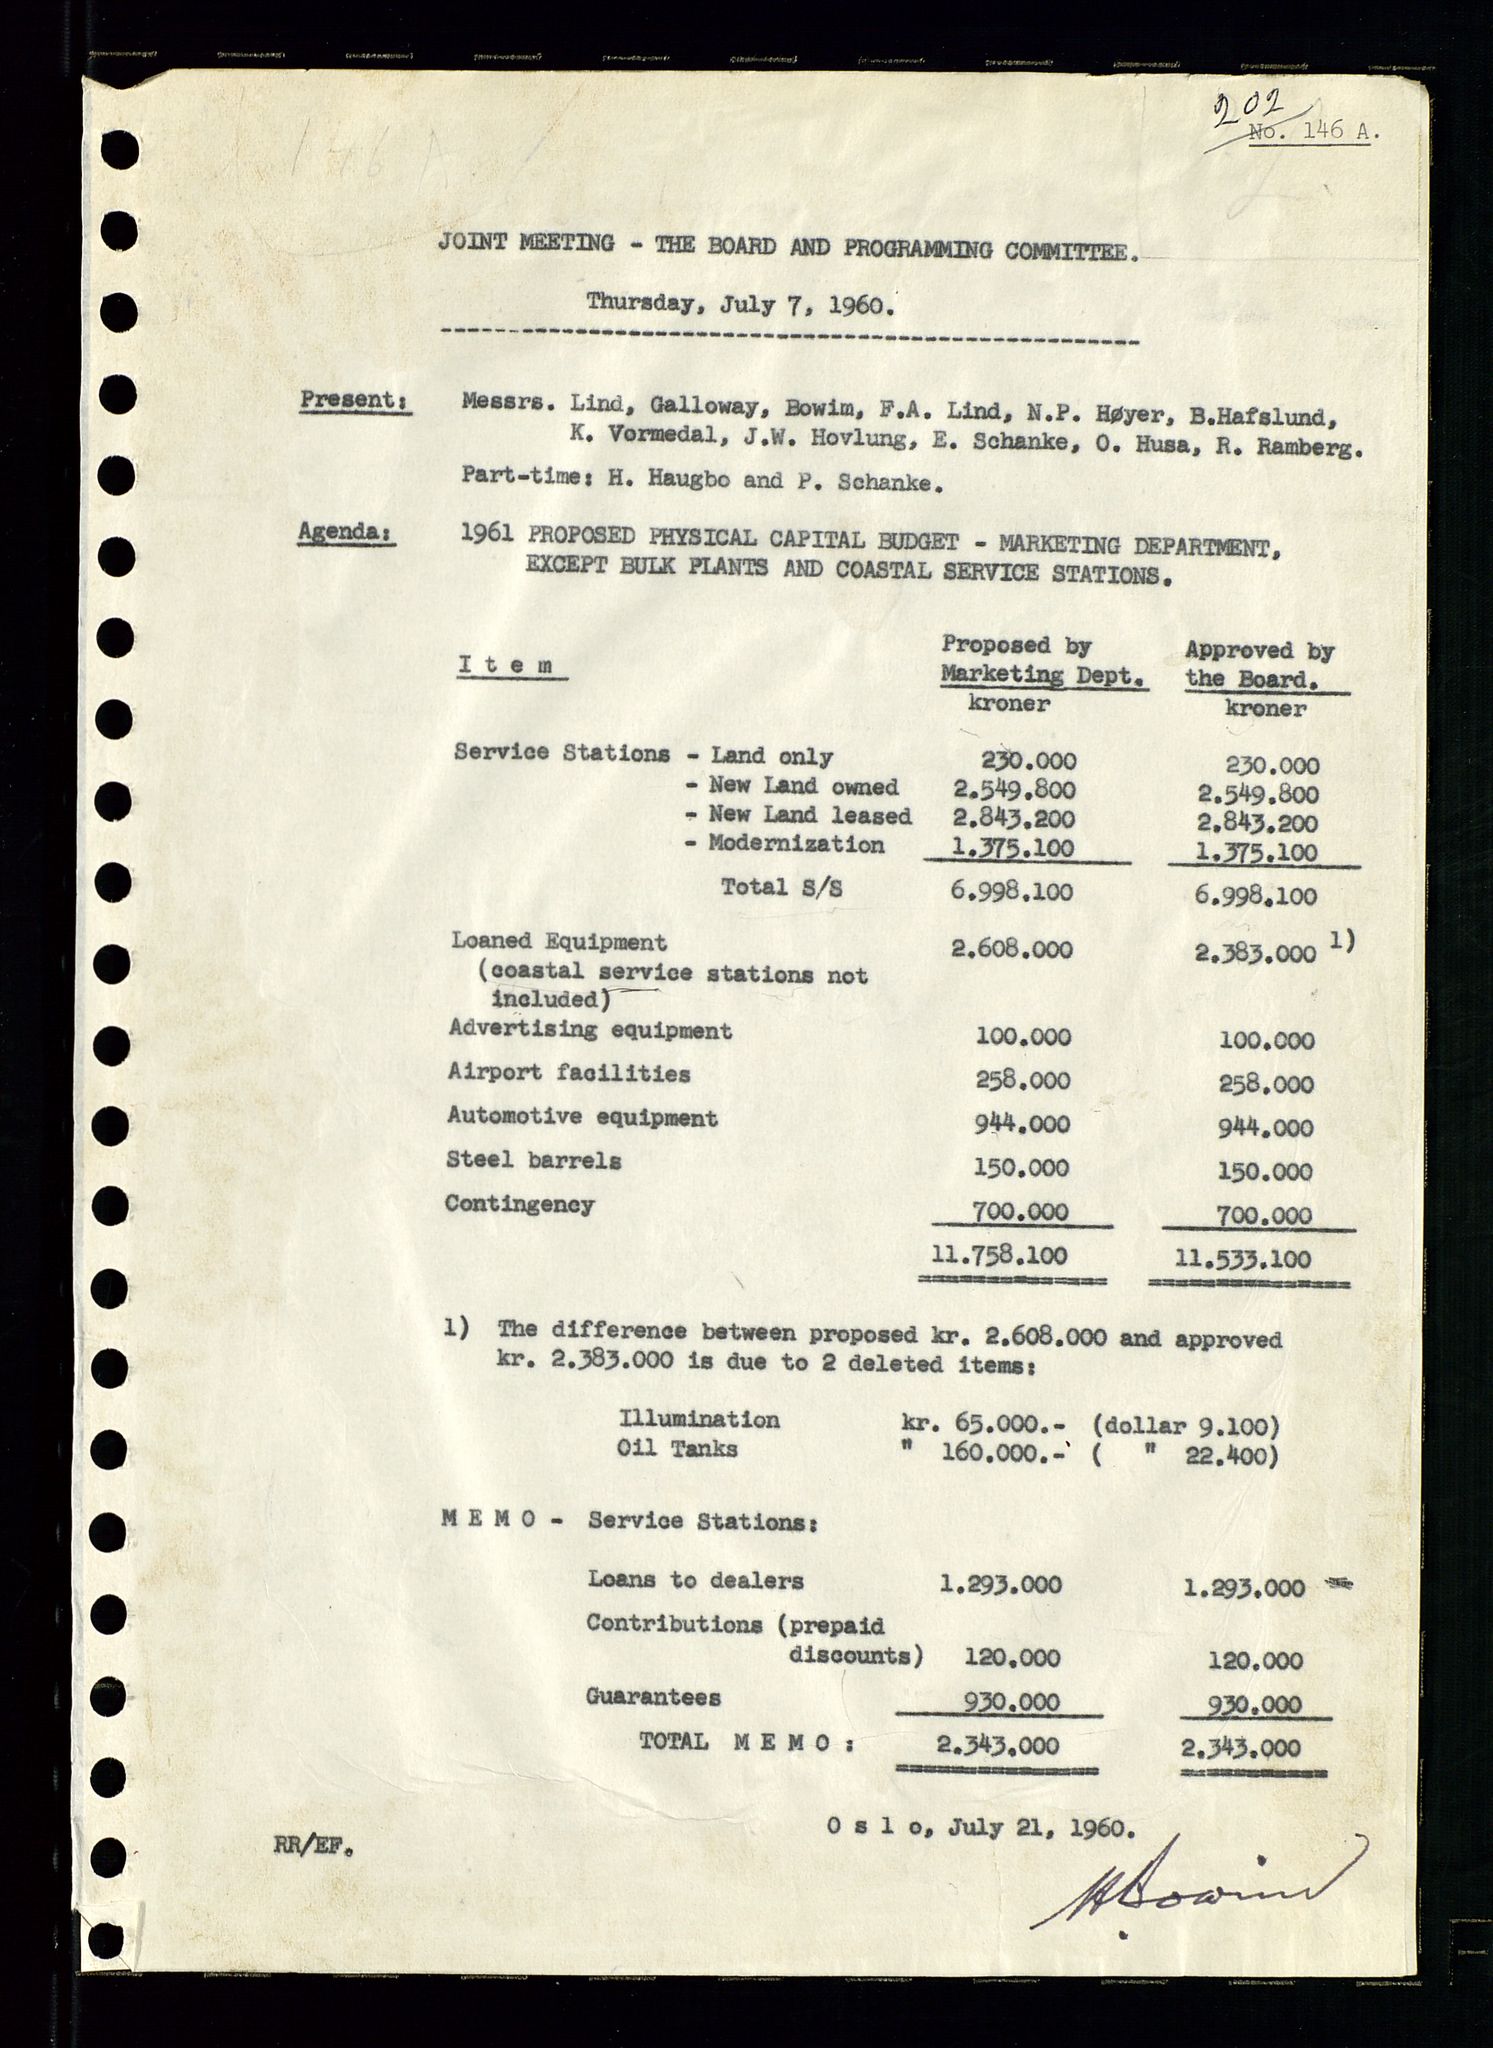 202
No. 146 A.
JOINT MEETING - THE BOARD AND PROGRAMMING COMMITTEE.
Thursday, July 7, 1960.
Present: Messrs. Lind, Galloway, Bowim, F.A. Lind, N.P. Høyer, B.Hafslund,
K. Vormedal, J.W. Hovlung, E. Schanke, O. Husa, R. Ramberg.
Part-time: H. Haugbo and P. Schanke.
Agenda: 1961 PROPOSED PHYSICAL CAPITAL BUDGET - MARKETING DEPARTMENT,
EXCEPT BULK PLANTS AND COASTAL SERVICE STATIONS.
Proposed by Approved by
I t e m Marketing Dept. the Board.
kroner kroner
Service Stations - Land only 230.000 230.000
- New Land owned 2.549.800 2.549.800
- New Land leased 2.843.200 2.843.200
- Modernization 1.375.100 1.375.100
Total S/S 6.998.100 6.998.100
Loaned Equipment 2.608.000 2.383.000 1)
(coastal service stations not
included)
Advertising equipment 100.000 100.000
Airport facilities 258.000 258.000
Automotive equipment 944.000 944.000
Steel barrels 150.000 150.000
Contingency 700.000 700.000
11.758.100 11.533.100
1) The difference between proposed kr. 2.608.000 and approved
kr. 2.383.000 is due to 2 deleted items:
Illumination kr. 65.000.- (dollar 9.100)
Oil Tanks " 160.000.- ( " 22.400)
M E M O - Service Stations:
Loans to dealers 1.293.000 1.293.000
Contributions (prepaid
discounts) 120.000 120.000
Guarantees 930.000 930.000
TOTAL M E M O : 2.343.000 2.343.000
O s l o, July 21, 1960.
RR/EF.
HBowim